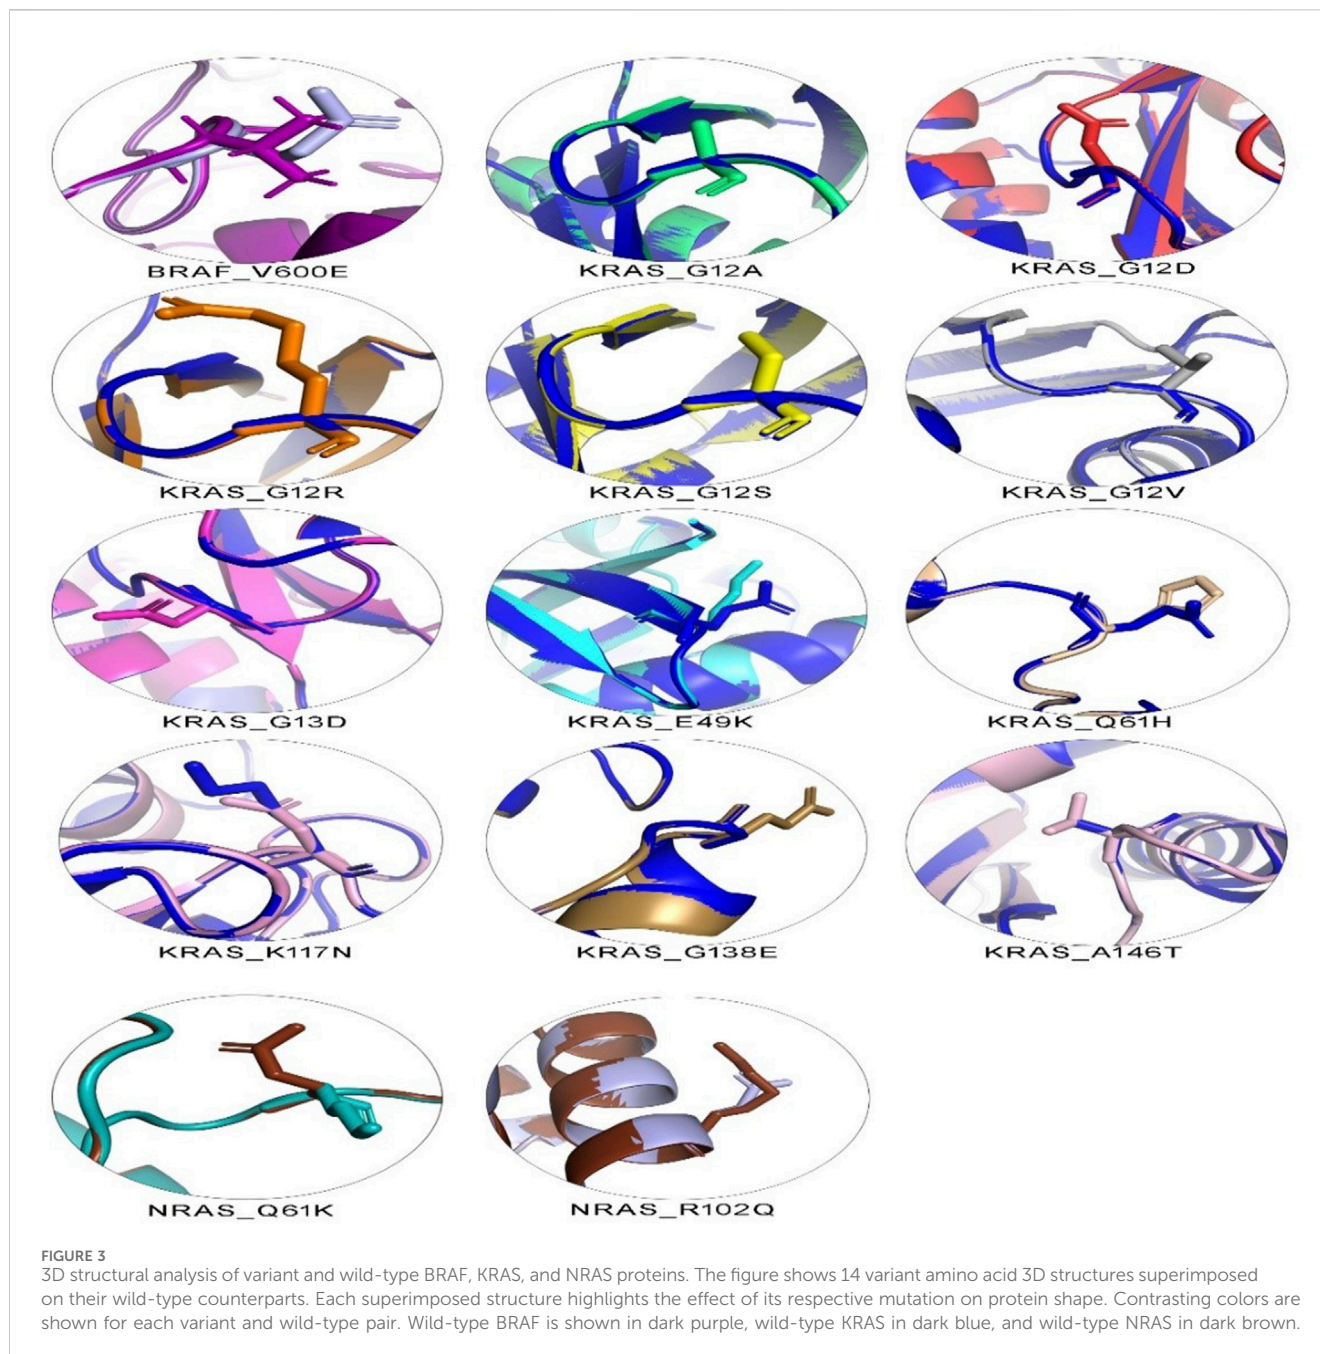 BRAF_V600E
KRAS_G12A
KRAS_G12D
KRAS_G12R
KRAS_G12S
KRAS_G12V
KRAS_G13D
KRAS_E49K
KRAS_Q61H
KRAS_K117N
KRAS_G138E
KRAS_A146T
NRAS_Q61K
NRAS_R102Q
FIGURE 3
3D structural analysis of variant and wild-type BRAF, KRAS, and NRAS proteins. The figure shows 14 variant amino acid 3D structures superimposed
on their wild-type counterparts. Each superimposed structure highlights the effect of its respective mutation on protein shape. Contrasting colors are
shown for each variant and wild-type pair. Wild-type BRAF is shown in dark purple, wild-type KRAS in dark blue, and wild-type NRAS in dark brown.